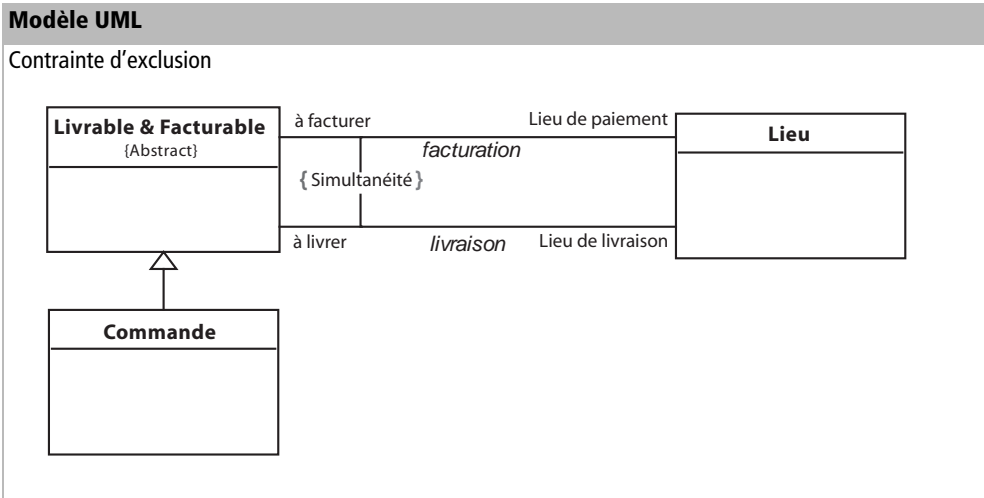 Modèle UML
Contrainte d’exclusion
Livrable & Facturable
{Abstract}
à facturer
Lieu de paiement
facturation
{ Simultanéité }
à livrer
livraison
Lieu de livraison
Lieu
Commande